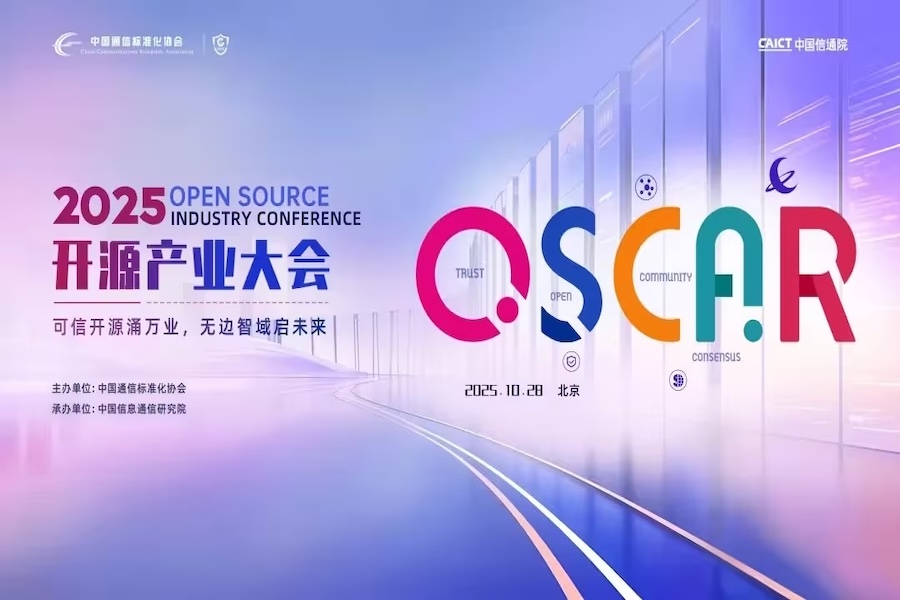 中国通信标准化协会
China Communications Standards Association
CAICT 中国信通院
2025 OPEN SOURCE
INDUSTRY CONFERENCE
开源产业大会
可信开源涌万业，无边智域启未来
主办单位：中国通信标准化协会
承办单位：中国信息通信研究院
OSCAR
TRUST
OPEN
COMMUNITY
CONSENSUS
2025.10.28 北京